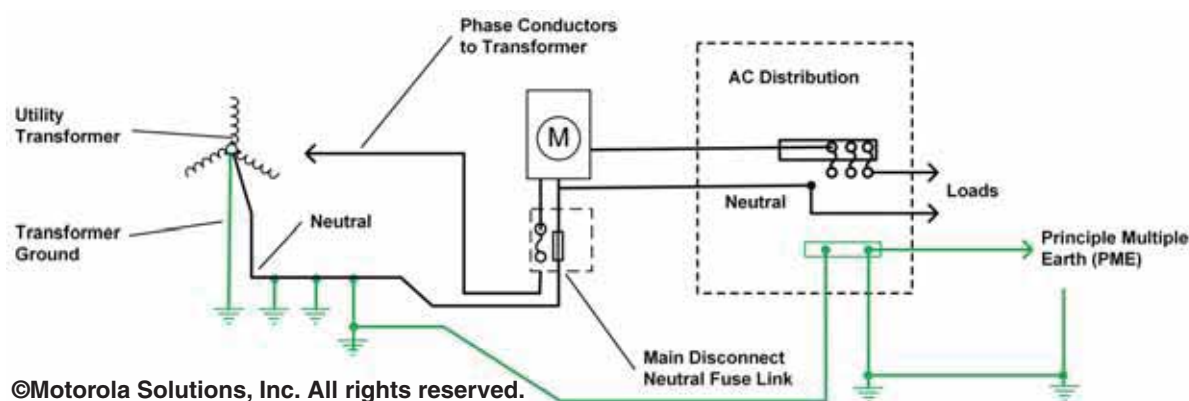 Phase Conductors
to Transformer
AC Distribution
Utility
Transformer
M
Neutral
Neutral
Loads
Transformer
Ground
Principle Multiple
Earth (PME)
Main Disconnect
Neutral Fuse Link
©Motorola Solutions, Inc. All rights reserved.